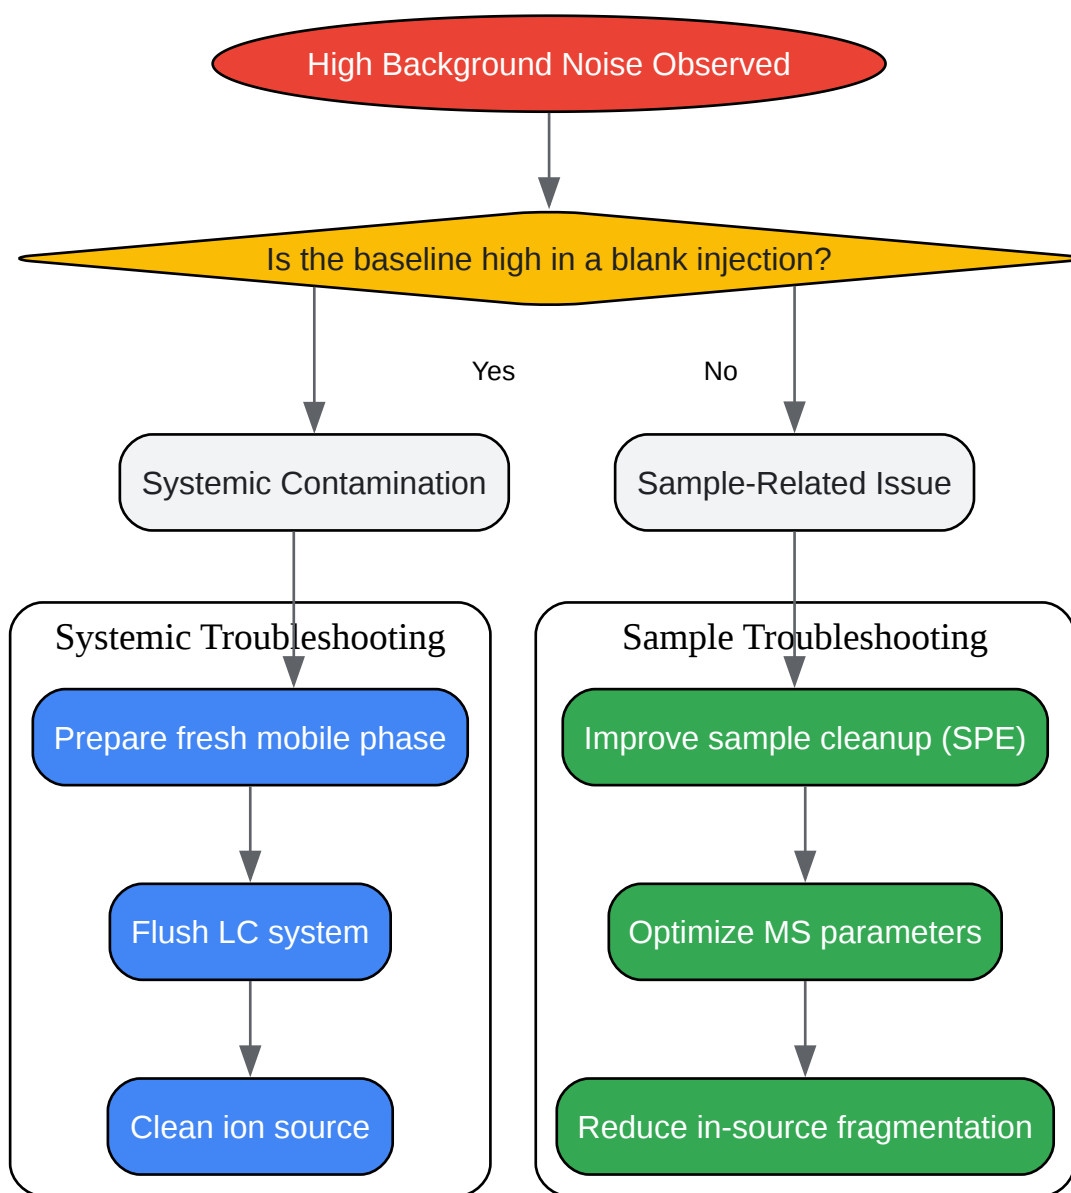 High Background Noise Observed
Is the baseline high in a blank injection?
Yes
No
Systemic Contamination
Sample-Related Issue
Systemic Troubleshooting
Sample Troubleshooting
Prepare fresh mobile phase
Improve sample cleanup (SPE)
Flush LC system
Optimize MS parameters
Clean ion source
Reduce in-source fragmentation